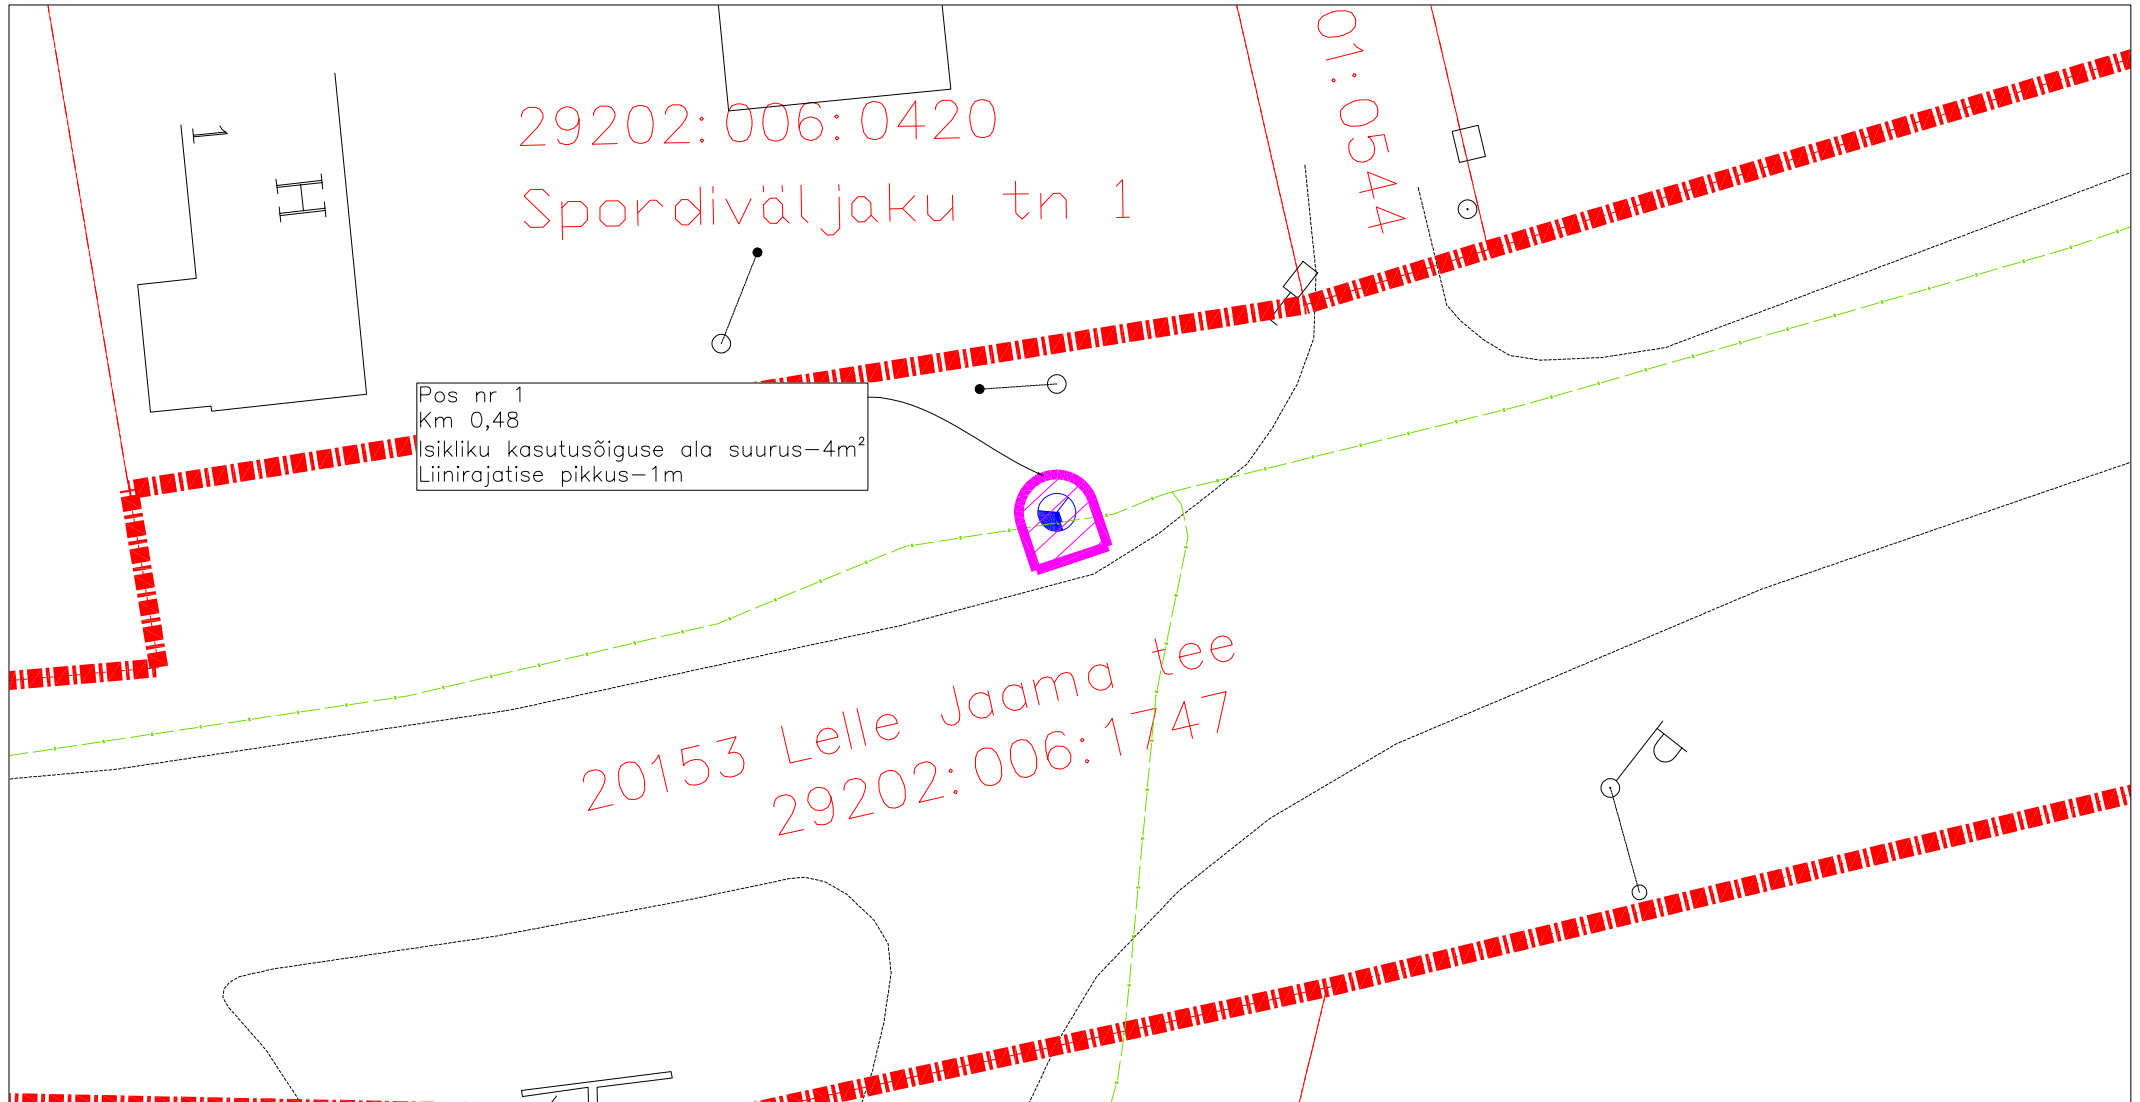 01:0544
1
H
29202:006:0420
Spordiväljaku tn 1
Pos nr 1
Km 0,48
Isikliku kasutusõiguse ala suurus-4m²
Liinirajatise pikkus-1m
20153 Lelle Jaama tee
29202:006:1747
P